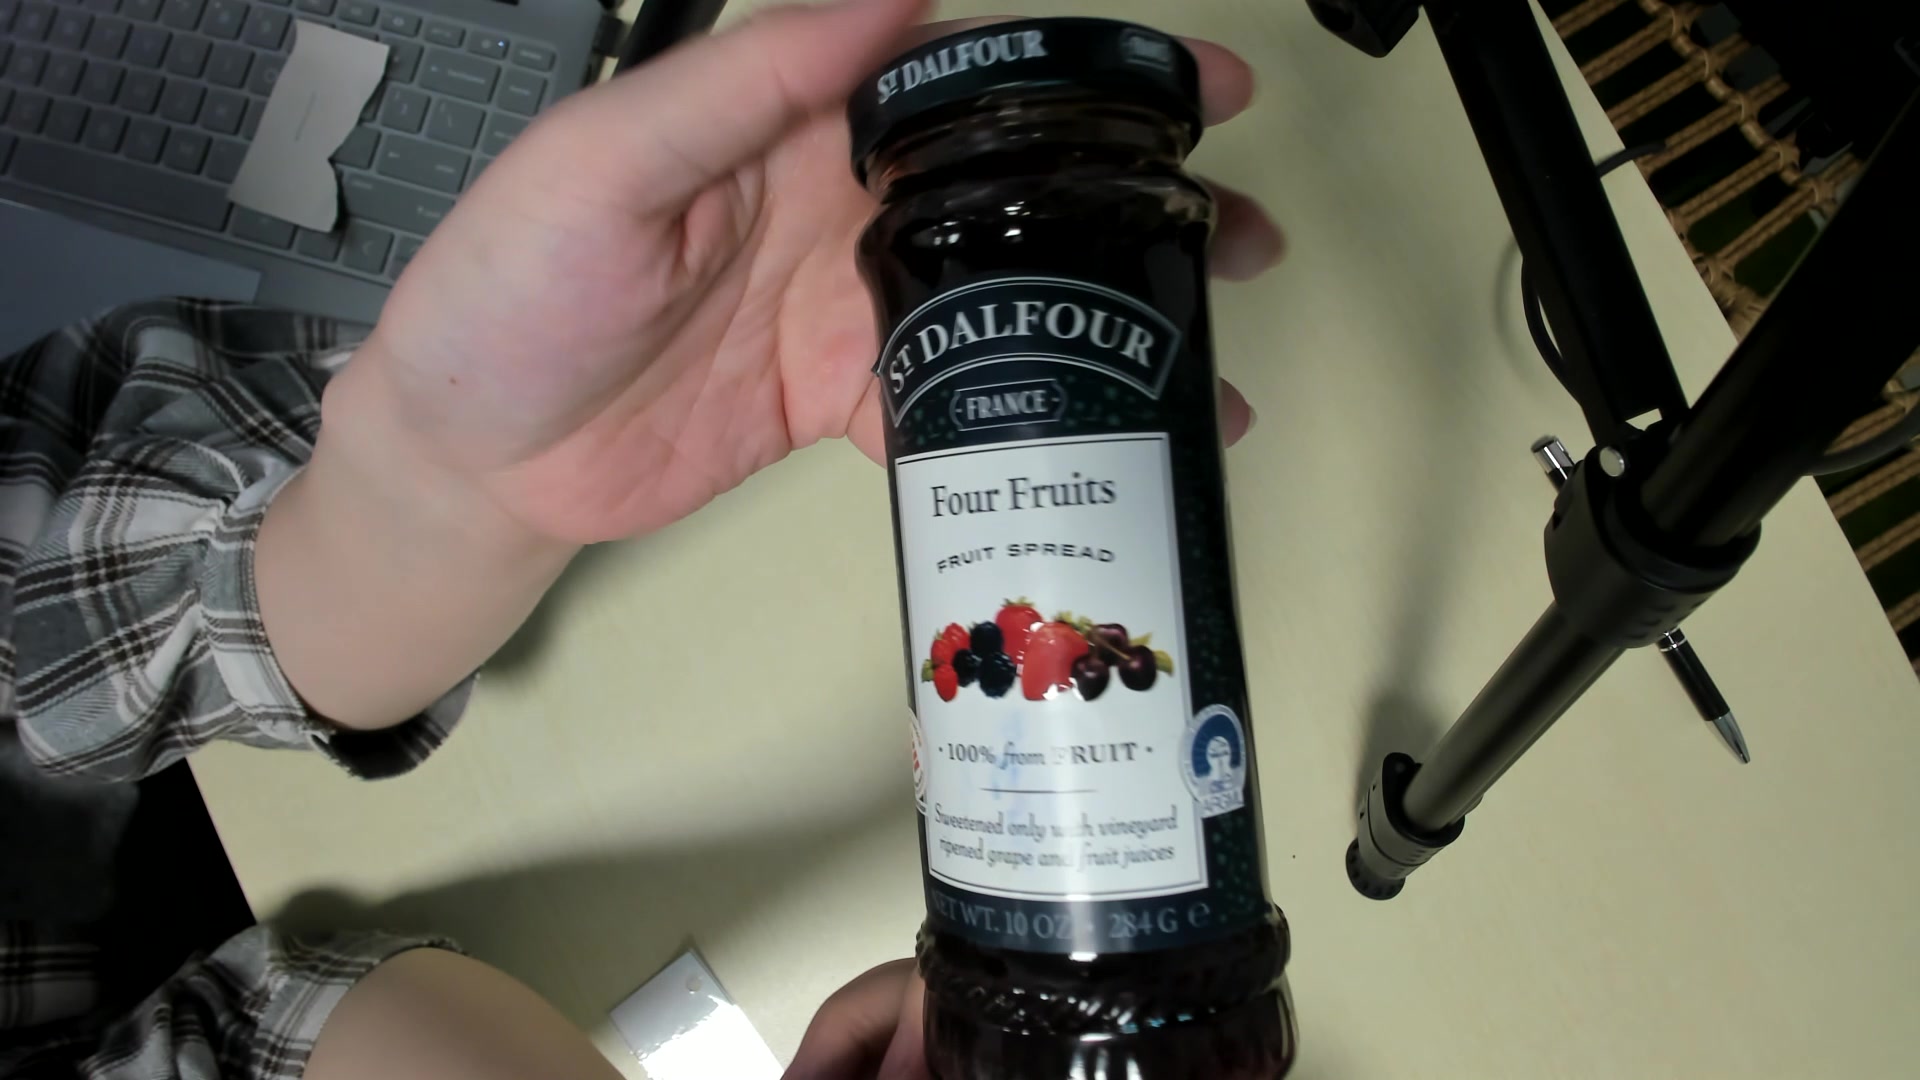 ST DALFOUR
ST DALFOUR
FRANCE
Four Fruits
FRUIT SPREAD
· 100% from FRUIT ·
Sweetened only with vineyard
ripened grape and fruit juices
NET WT. 10 OZ · 284 G ℮